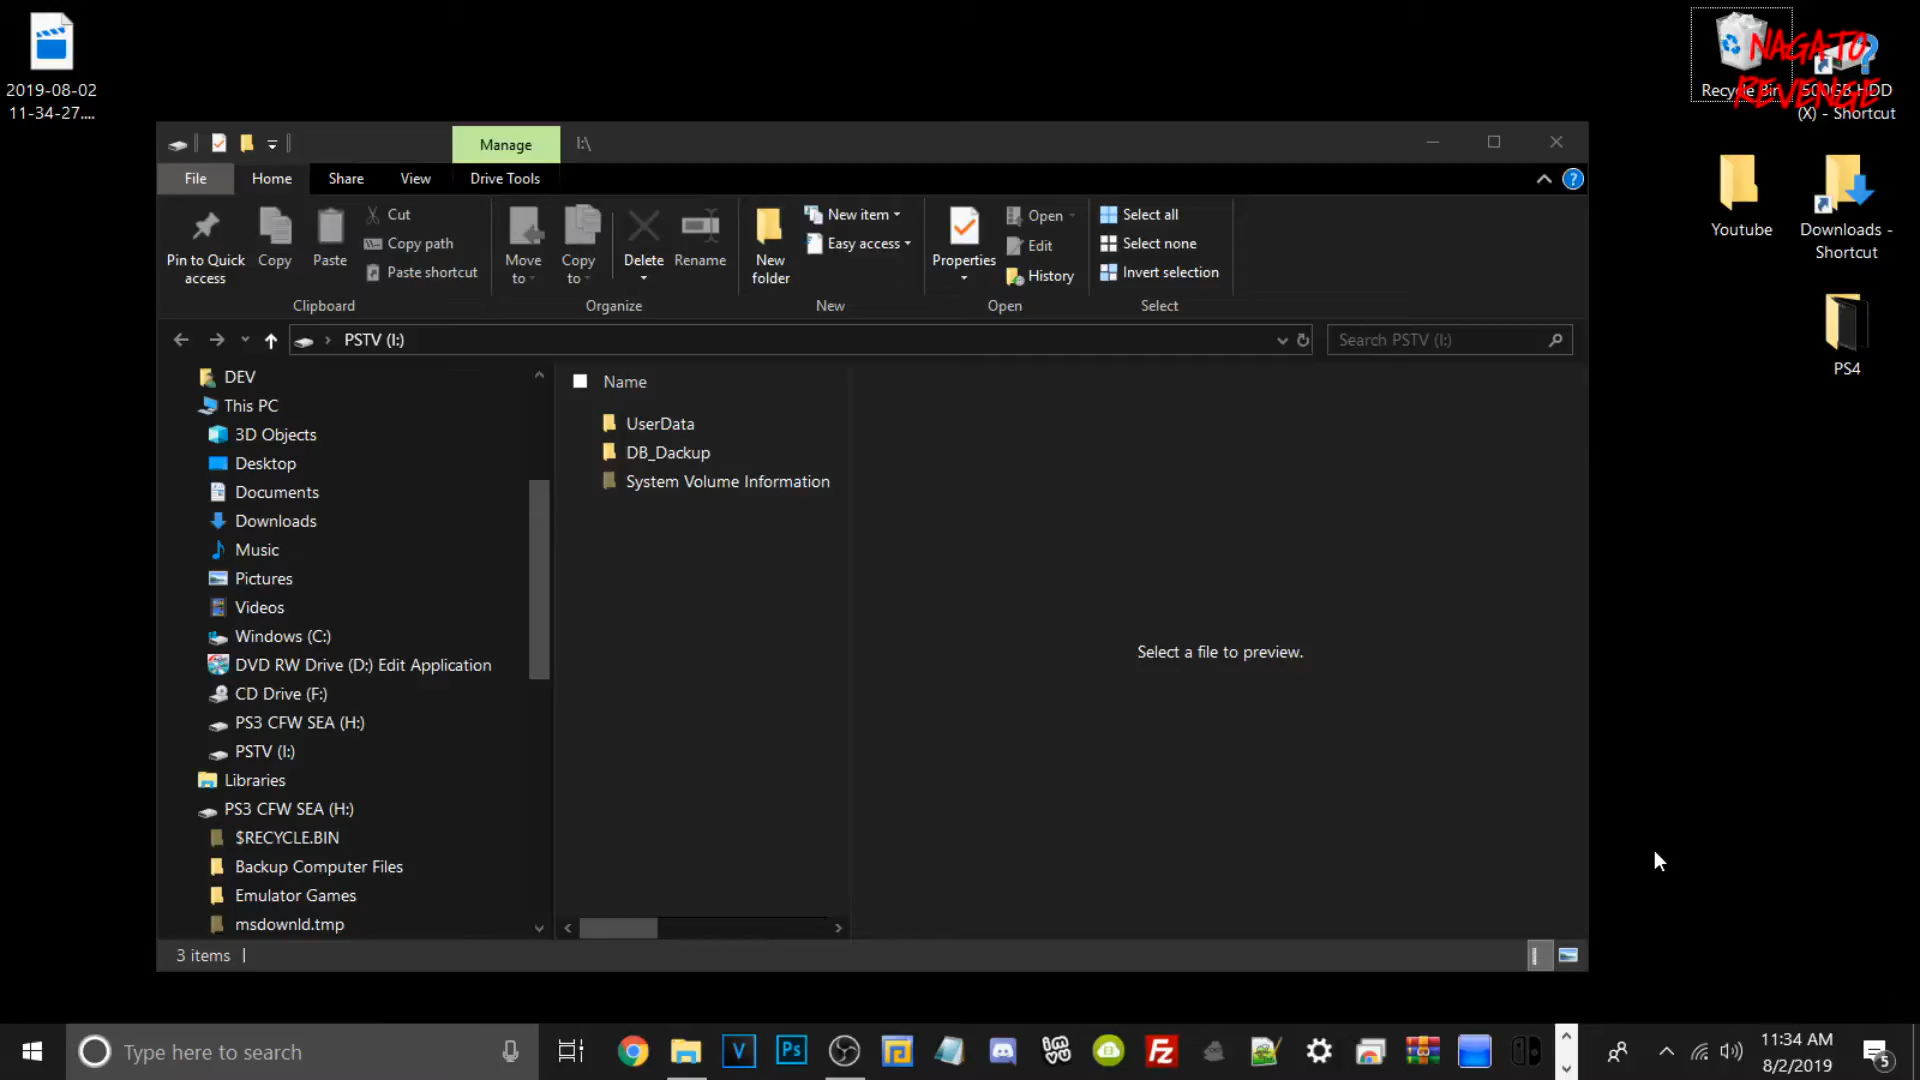 2019-08-02
11-34-27....
NAGATO
REVENGE
Recycle Bin
500GB HDD
(X) - Shortcut
Youtube
Downloads -
Shortcut
PS4
Manage
I:\
File
Home
Share
View
Drive Tools
Pin to Quick
access
Copy
Paste
Cut
Copy path
Paste shortcut
Clipboard
Move
to
Copy
to
Delete
Rename
Organize
New
folder
New item
Easy access
New
Properties
Open
Edit
History
Open
Select all
Select none
Invert selection
Select
PSTV (I:)
Search PSTV (I:)
DEV
This PC
3D Objects
Desktop
Documents
Downloads
Music
Pictures
Videos
Windows (C:)
DVD RW Drive (D:) Edit Application
CD Drive (F:)
PS3 CFW SEA (H:)
PSTV (I:)
Libraries
PS3 CFW SEA (H:)
$RECYCLE.BIN
Backup Computer Files
Emulator Games
msdownld.tmp
Name
UserData
DB_Dackup
System Volume Information
Select a file to preview.
3 items
Type here to search
V
Ps
Fz
11:34 AM
8/2/2019
5